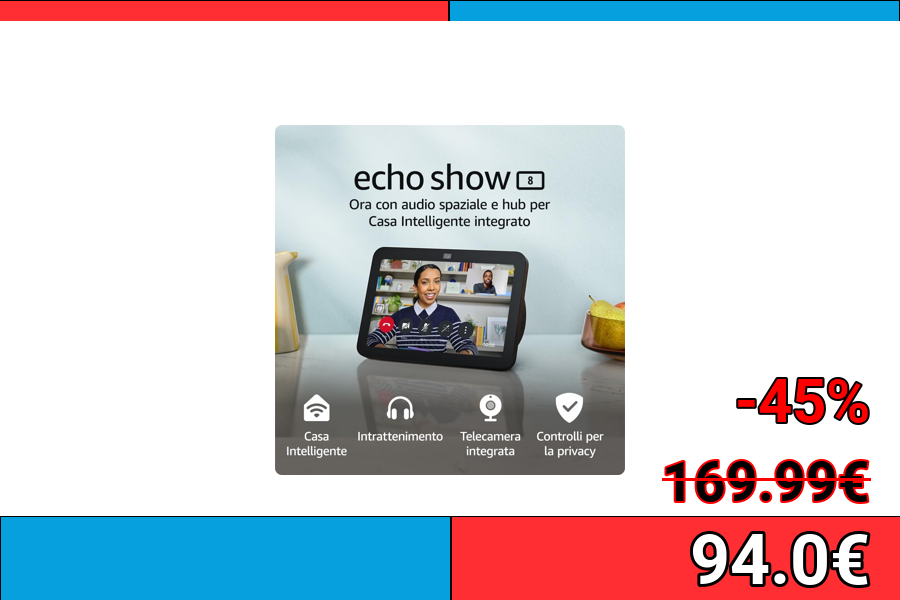 echo show 8
Ora con audio spaziale e hub per
Casa Intelligente integrato
Casa
Intelligente
Intrattenimento
Telecamera
integrata
Controlli per
la privacy
-45%
169.99€
94.0€